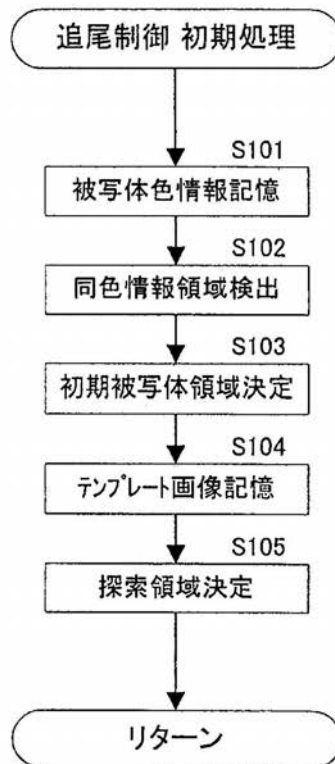 追尾制御 初期処理
S101
被写体色情報記憶
S102
同色情報領域検出
S103
初期被写体領域決定
S104
テンプレート画像記憶
S105
探索領域決定
リターン